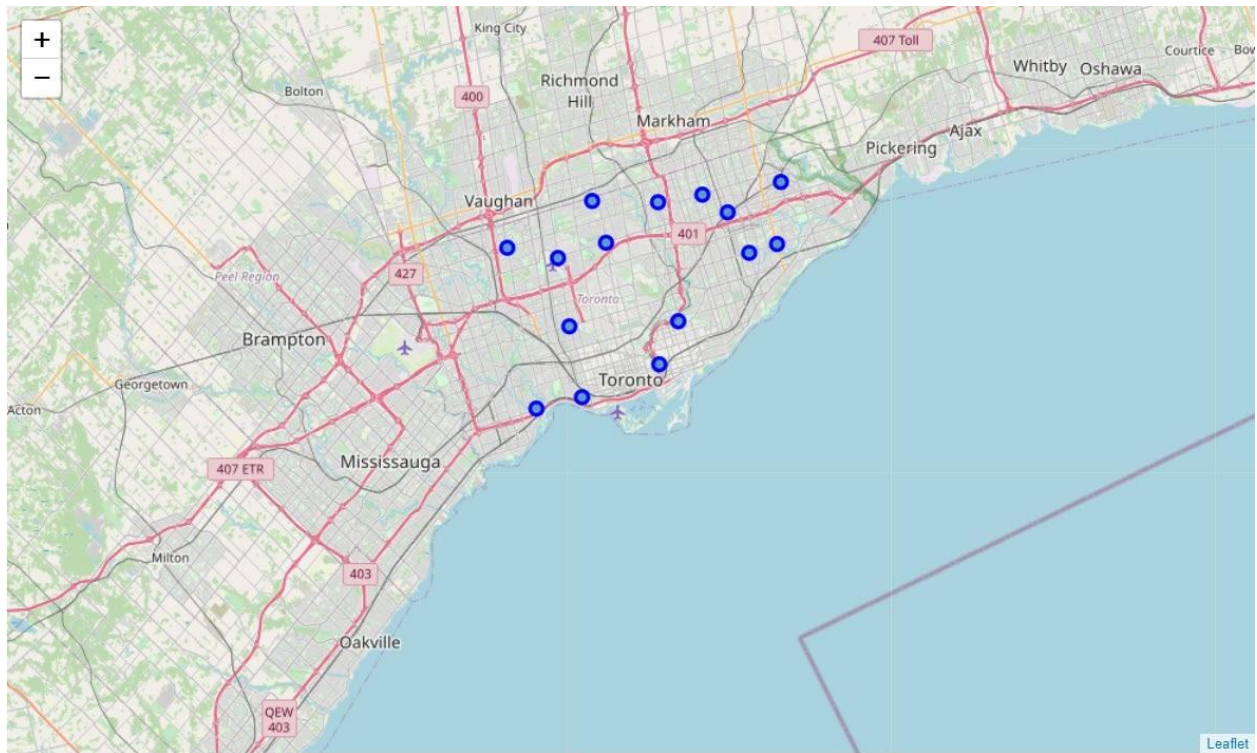 +
−
King City
407 Toll
Courtice
Bow
Whitby
Oshawa
Richmond
Hill
Bolton
400
Markham
Ajax
Pickering
Vaughan
401
427
Peel Region
Toronto
Brampton
Georgetown
Toronto
Acton
Mississauga
407 ETR
Milton
403
Oakville
QEW
403
Leaflet